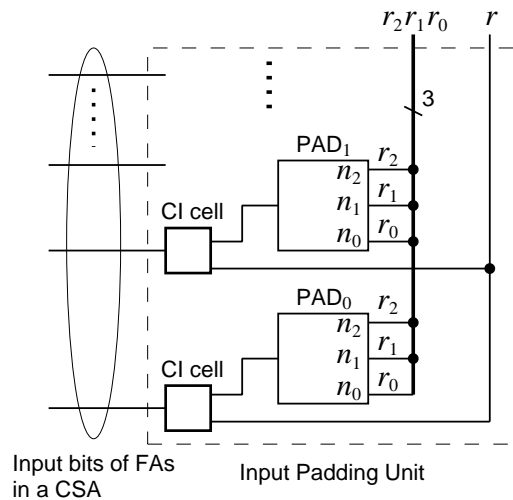 r₂r₁r₀ r
3
PAD₁
r₂
n₂
r₁
n₁
CI cell
r₀
n₀
PAD₀
r₂
n₂
r₁
n₁
CI cell
r₀
n₀
Input bits of FAs
in a CSA
Input Padding Unit